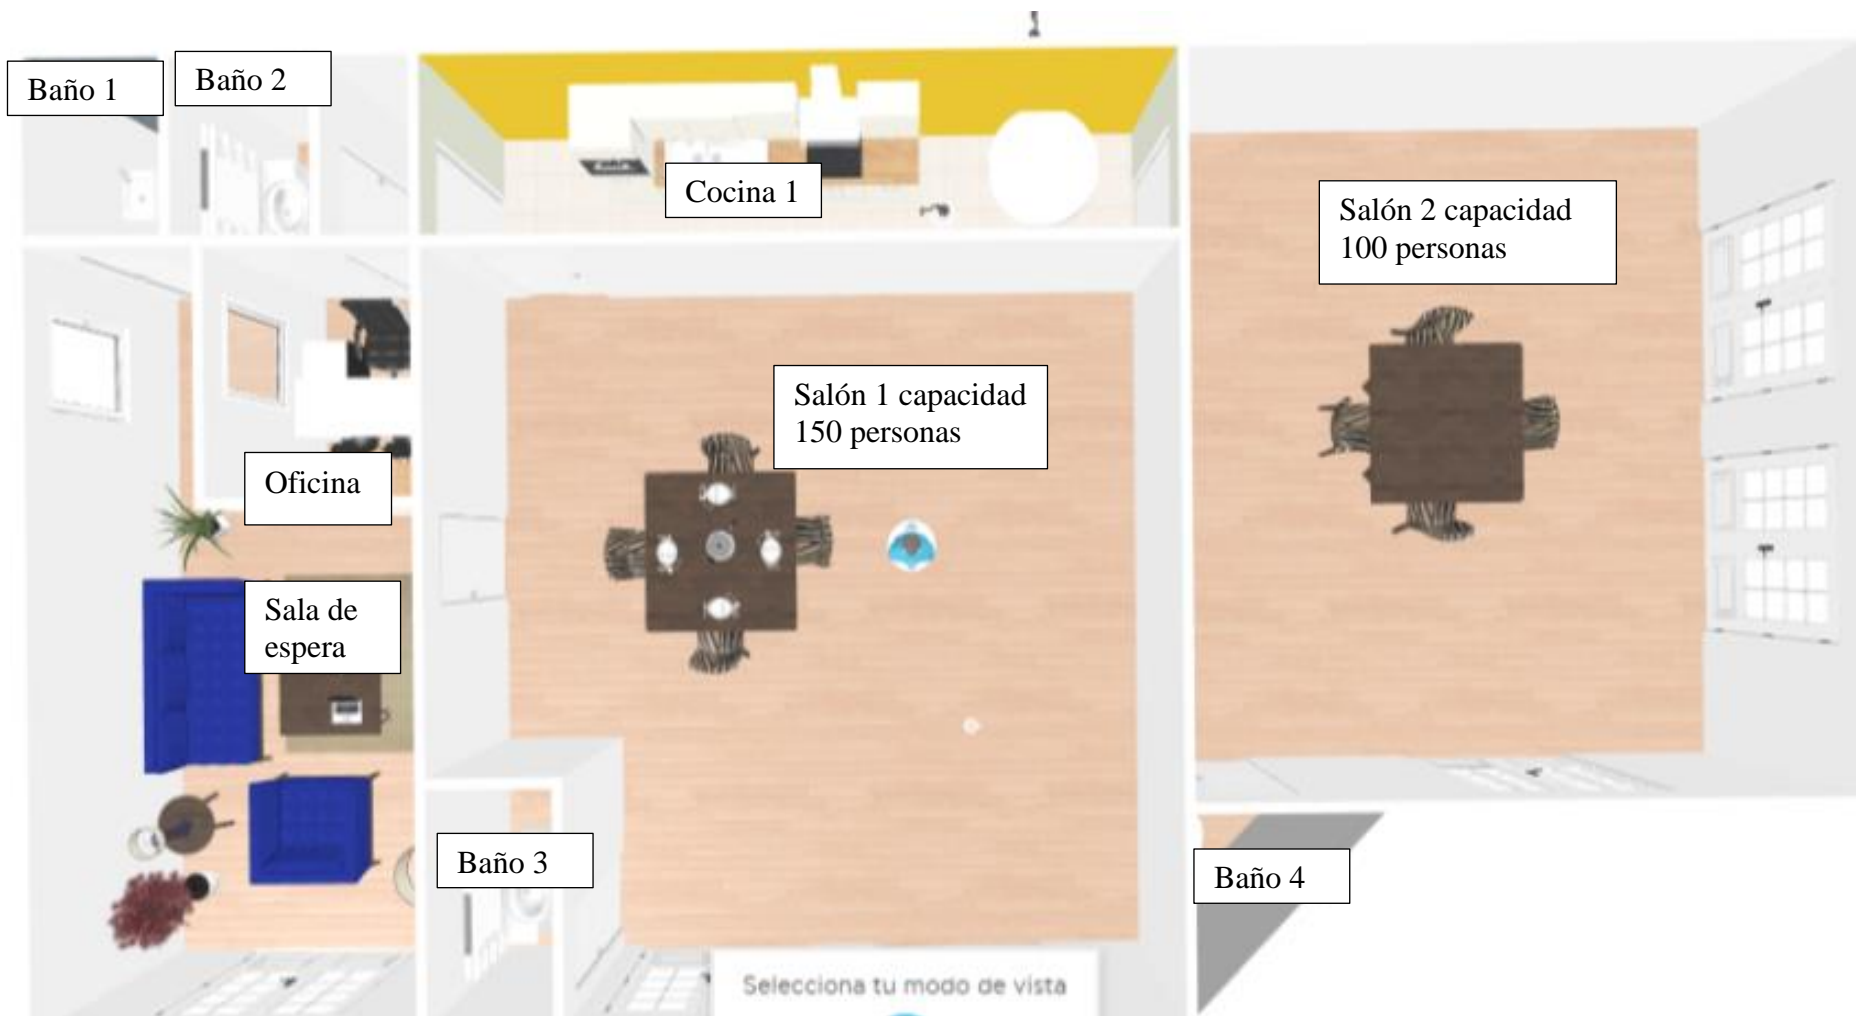 Baño 1
Baño 2
Cocina 1
Salón 2 capacidad
100 personas
Salón 1 capacidad
150 personas
Oficina
Sala de
espera
Baño 3
Baño 4
Selecciona tu modo de vista